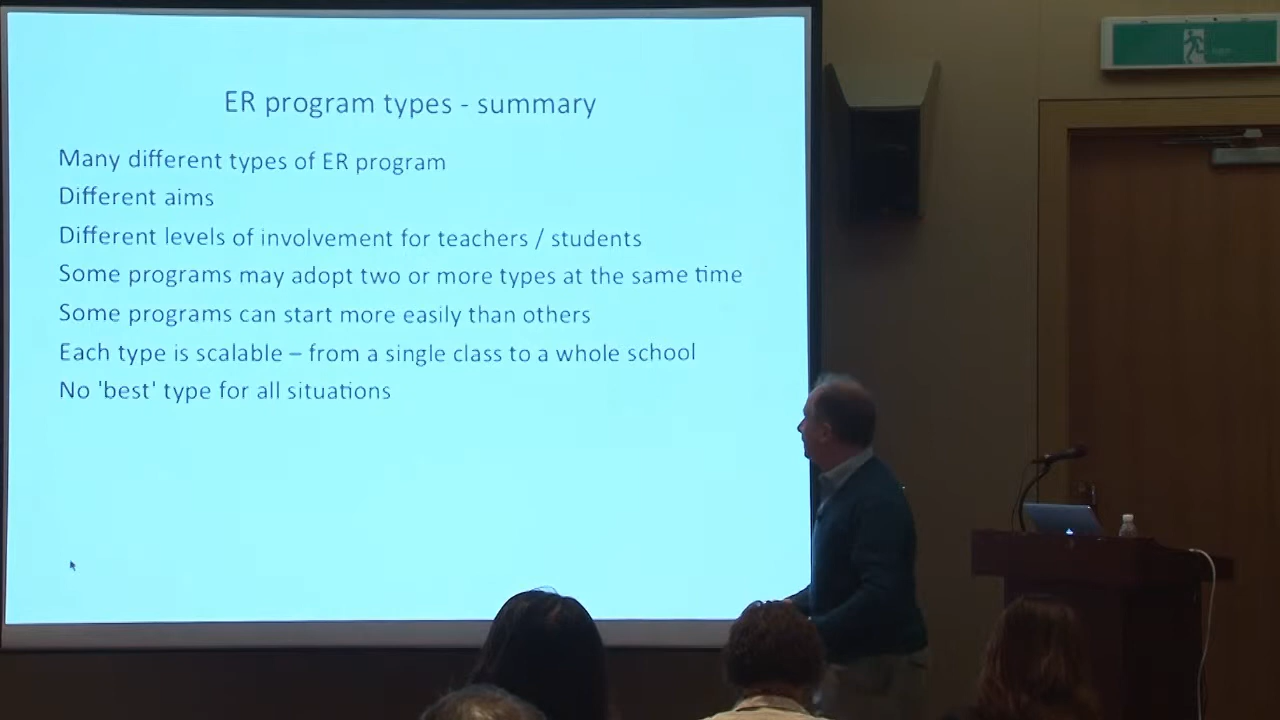 ER program types - summary
Many different types of ER program
Different aims
Different levels of involvement for teachers / students
Some programs may adopt two or more types at the same time
Some programs can start more easily than others
Each type is scalable – from a single class to a whole school
No 'best' type for all situations